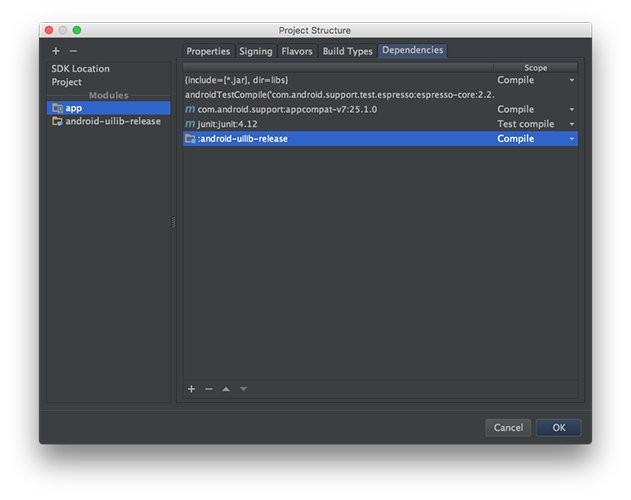 Project Structure
SDK Location
Project
Modules
app
android-uilib-release
Properties
Signing
Flavors
Build Types
Dependencies
Scope
{include=[*.jar], dir=libs}
Compile
androidTestCompile('com.android.support.test.espresso:espresso-core:2.2.
m com.android.support:appcompat-v7:25.1.0
Compile
m junit:junit:4.12
Test compile
:android-uilib-release
Compile
Cancel
OK